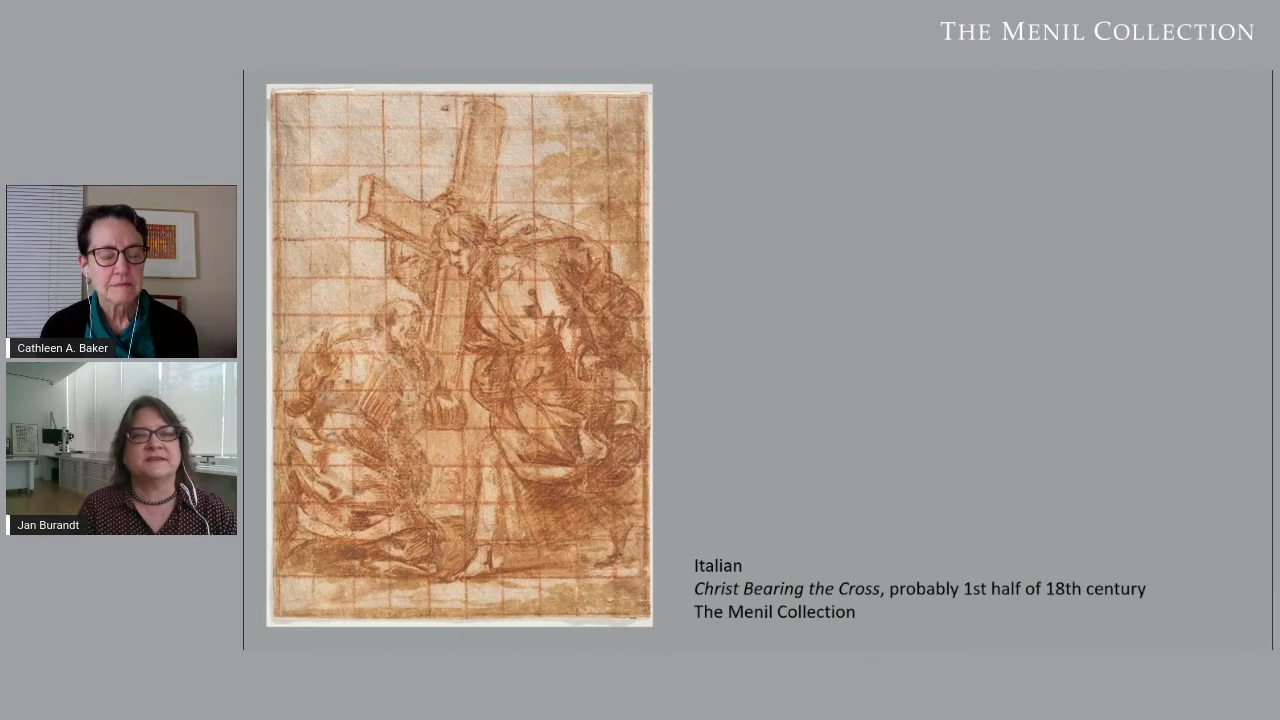 THE MENIL COLLECTION
Cathleen A. Baker
Jan Burandt
Italian
Christ Bearing the Cross, probably 1st half of 18th century
The Menil Collection